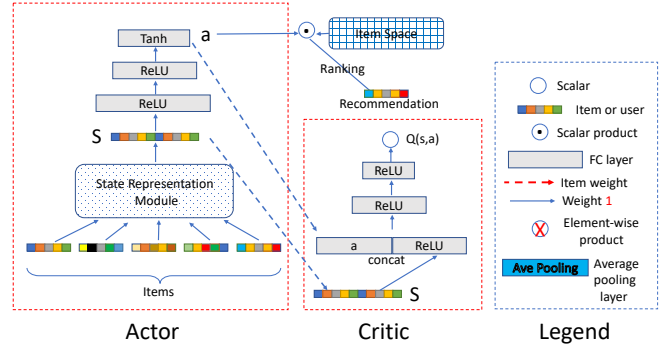 Tanh
a
ReLU
ReLU
S
State Representation
Module
Items
Actor
Item Space
Ranking
Recommendation
Q(s,a)
ReLU
ReLU
a
ReLU
concat
S
Critic
Scalar
Item or user
Scalar product
FC layer
Item weight
Weight 1
X
Element-wise
product
Ave Pooling
Average
pooling
layer
Legend